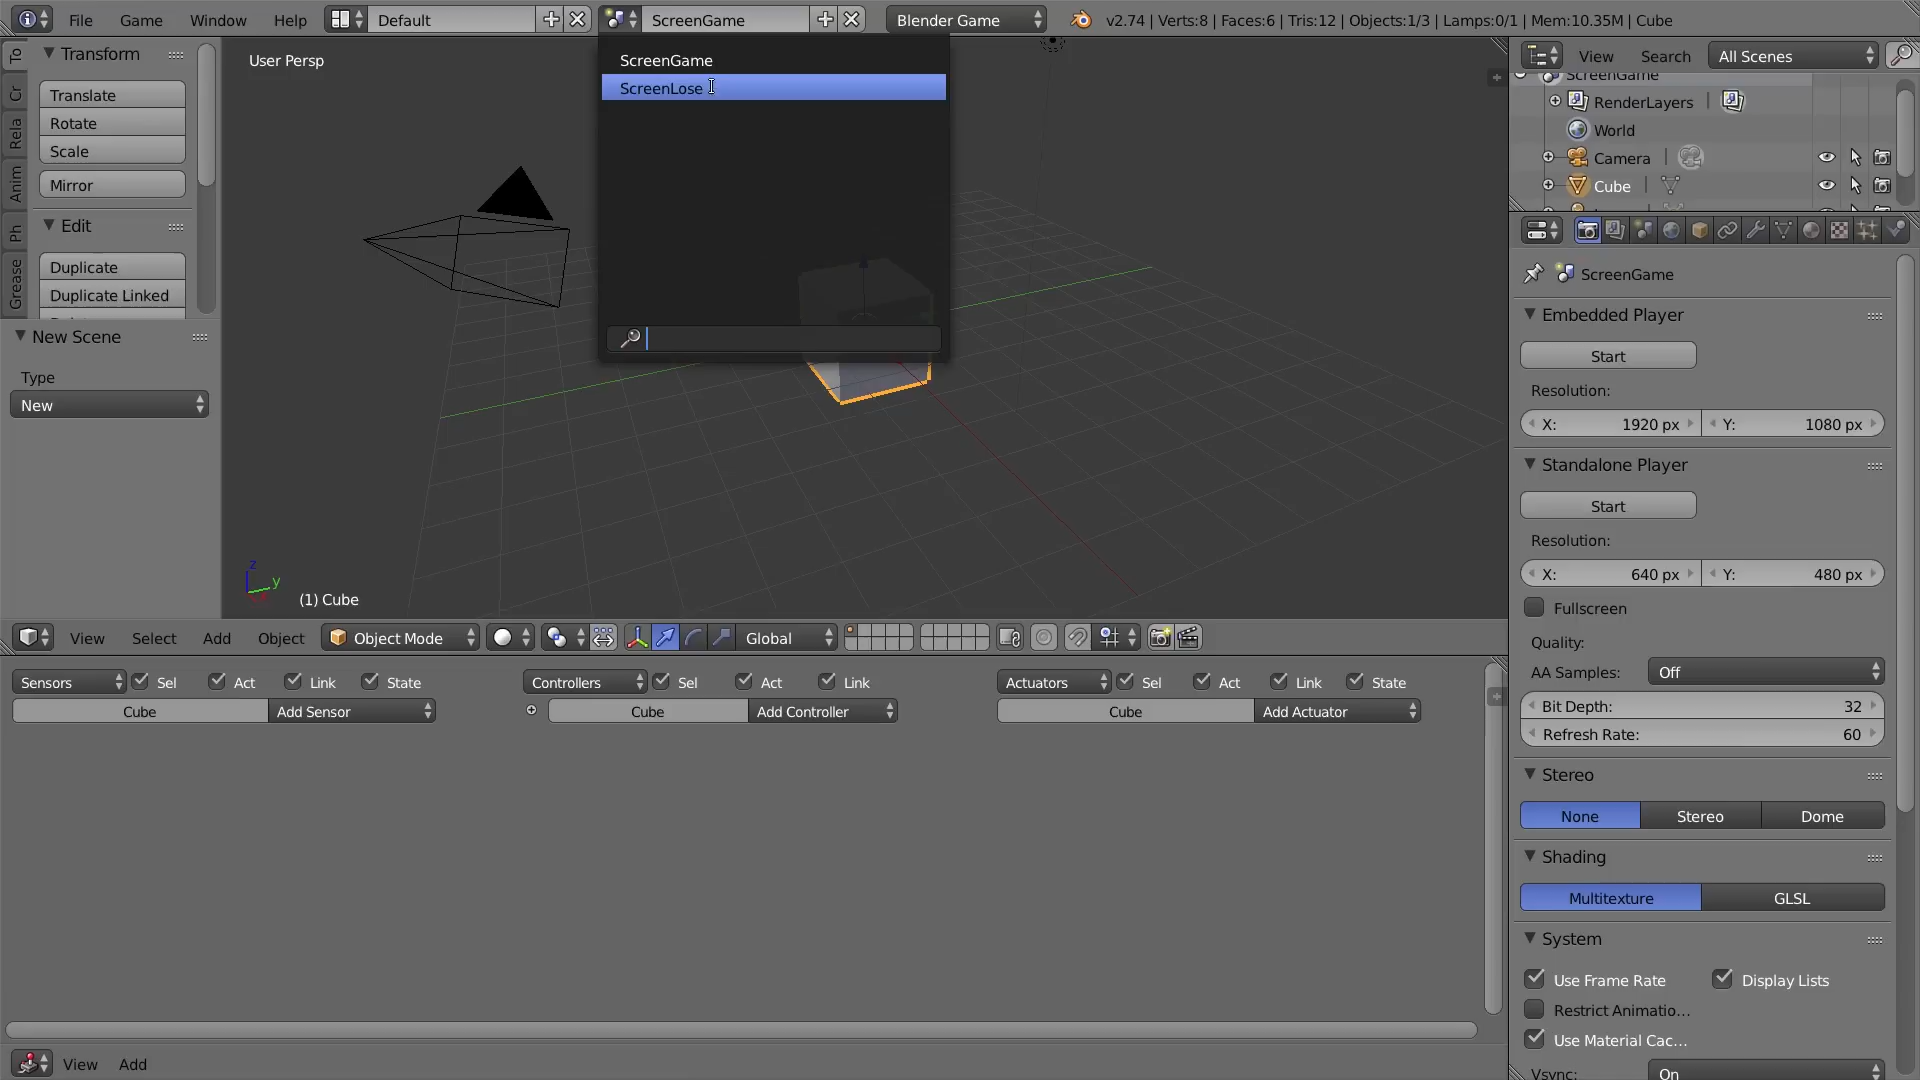 File Game Window Help Default ScreenGame Blender Game v2.74 | Verts:8 | Faces:6 | Tris:12 | Objects:1/3 | Lamps:0/1 | Mem:10.35M | Cube
To
Cr
Rela
Anim
Ph
Grease
Transform
Translate
Rotate
Scale
Mirror
Edit
Duplicate
Duplicate Linked
New Scene
Type
New
User Persp
ScreenGame
ScreenLose
z
y
(1) Cube
View Select Add Object Object Mode Global
Sensors Sel Act Link State Controllers Sel Act Link Actuators Sel Act Link State
Cube Add Sensor Cube Add Controller Cube Add Actuator
View Add
View Search All Scenes
ScreenGame
RenderLayers
World
Camera
Cube
ScreenGame
Embedded Player
Start
Resolution:
X: 1920 px Y: 1080 px
Standalone Player
Start
Resolution:
X: 640 px Y: 480 px
Fullscreen
Quality:
AA Samples: Off
Bit Depth: 32
Refresh Rate: 60
Stereo
None Stereo Dome
Shading
Multitexture GLSL
System
Use Frame Rate Display Lists
Restrict Animatio...
Use Material Cac...
Vsync: On